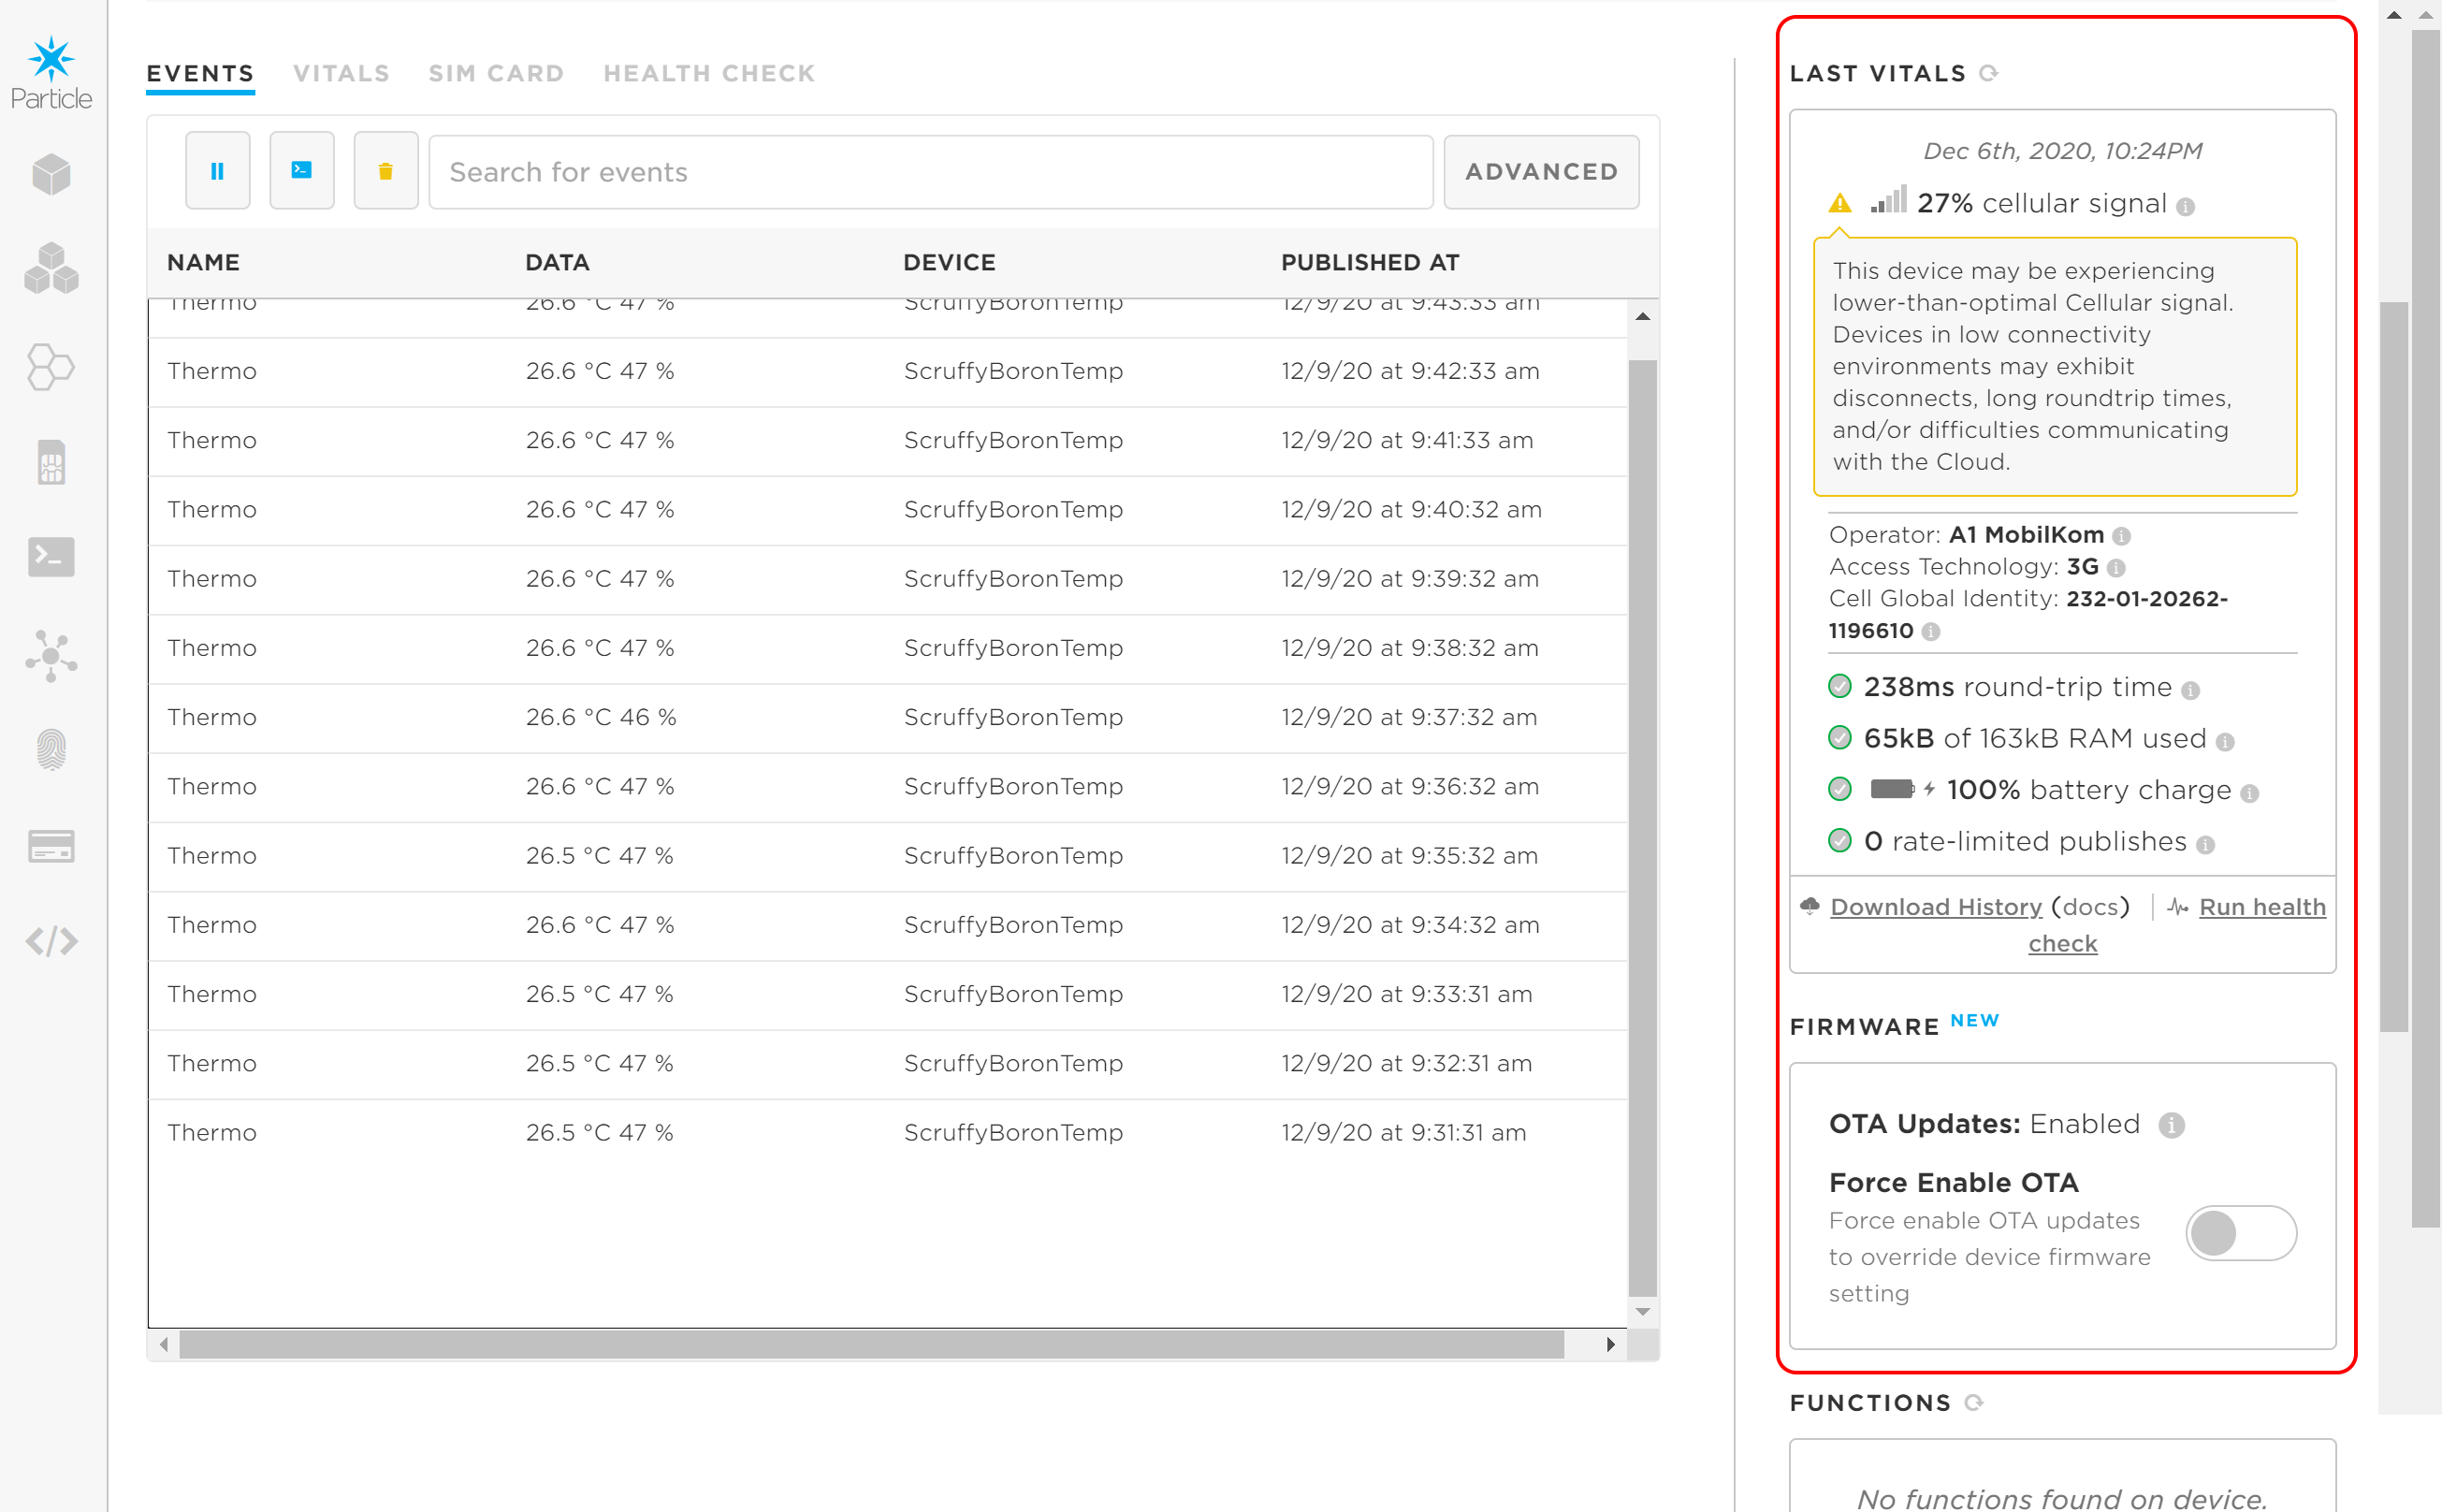 Particle
EVENTS VITALS SIM CARD HEALTH CHECK
Search for events
ADVANCED
NAME DATA DEVICE PUBLISHED AT
Thermo 26.6 °C 47 % ScruffyBoronTemp 12/9/20 at 9:43:33 am
Thermo 26.6 °C 47 % ScruffyBoronTemp 12/9/20 at 9:42:33 am
Thermo 26.6 °C 47 % ScruffyBoronTemp 12/9/20 at 9:41:33 am
Thermo 26.6 °C 47 % ScruffyBoronTemp 12/9/20 at 9:40:32 am
Thermo 26.6 °C 47 % ScruffyBoronTemp 12/9/20 at 9:39:32 am
Thermo 26.6 °C 47 % ScruffyBoronTemp 12/9/20 at 9:38:32 am
Thermo 26.6 °C 46 % ScruffyBoronTemp 12/9/20 at 9:37:32 am
Thermo 26.6 °C 47 % ScruffyBoronTemp 12/9/20 at 9:36:32 am
Thermo 26.5 °C 47 % ScruffyBoronTemp 12/9/20 at 9:35:32 am
Thermo 26.6 °C 47 % ScruffyBoronTemp 12/9/20 at 9:34:32 am
Thermo 26.5 °C 47 % ScruffyBoronTemp 12/9/20 at 9:33:31 am
Thermo 26.5 °C 47 % ScruffyBoronTemp 12/9/20 at 9:32:31 am
Thermo 26.5 °C 47 % ScruffyBoronTemp 12/9/20 at 9:31:31 am
LAST VITALS
Dec 6th, 2020, 10:24PM
27% cellular signal
This device may be experiencing
lower-than-optimal Cellular signal.
Devices in low connectivity
environments may exhibit
disconnects, long roundtrip times,
and/or difficulties communicating
with the Cloud.
Operator: A1 MobilKom
Access Technology: 3G
Cell Global Identity: 232-01-20262-
1196610
238ms round-trip time
65kB of 163kB RAM used
100% battery charge
0 rate-limited publishes
Download History (docs) | Run health
check
FIRMWARE NEW
OTA Updates: Enabled
Force Enable OTA
Force enable OTA updates
to override device firmware
setting
FUNCTIONS
No functions found on device.